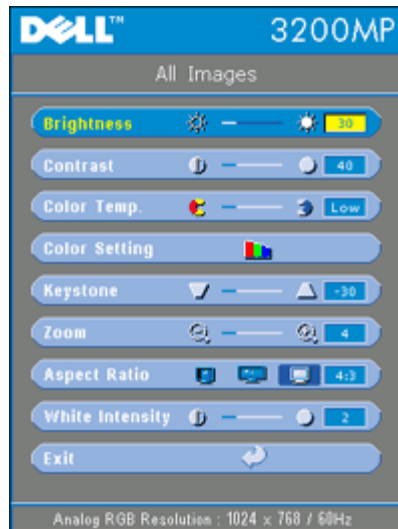 DELL™ 3200MP
All Images
Brightness 30
Contrast 40
Color Temp. Low
Color Setting
Keystone -30
Zoom 4
Aspect Ratio 4:3
White Intensity 2
Exit
Analog RGB Resolution : 1024 x 768 / 60Hz